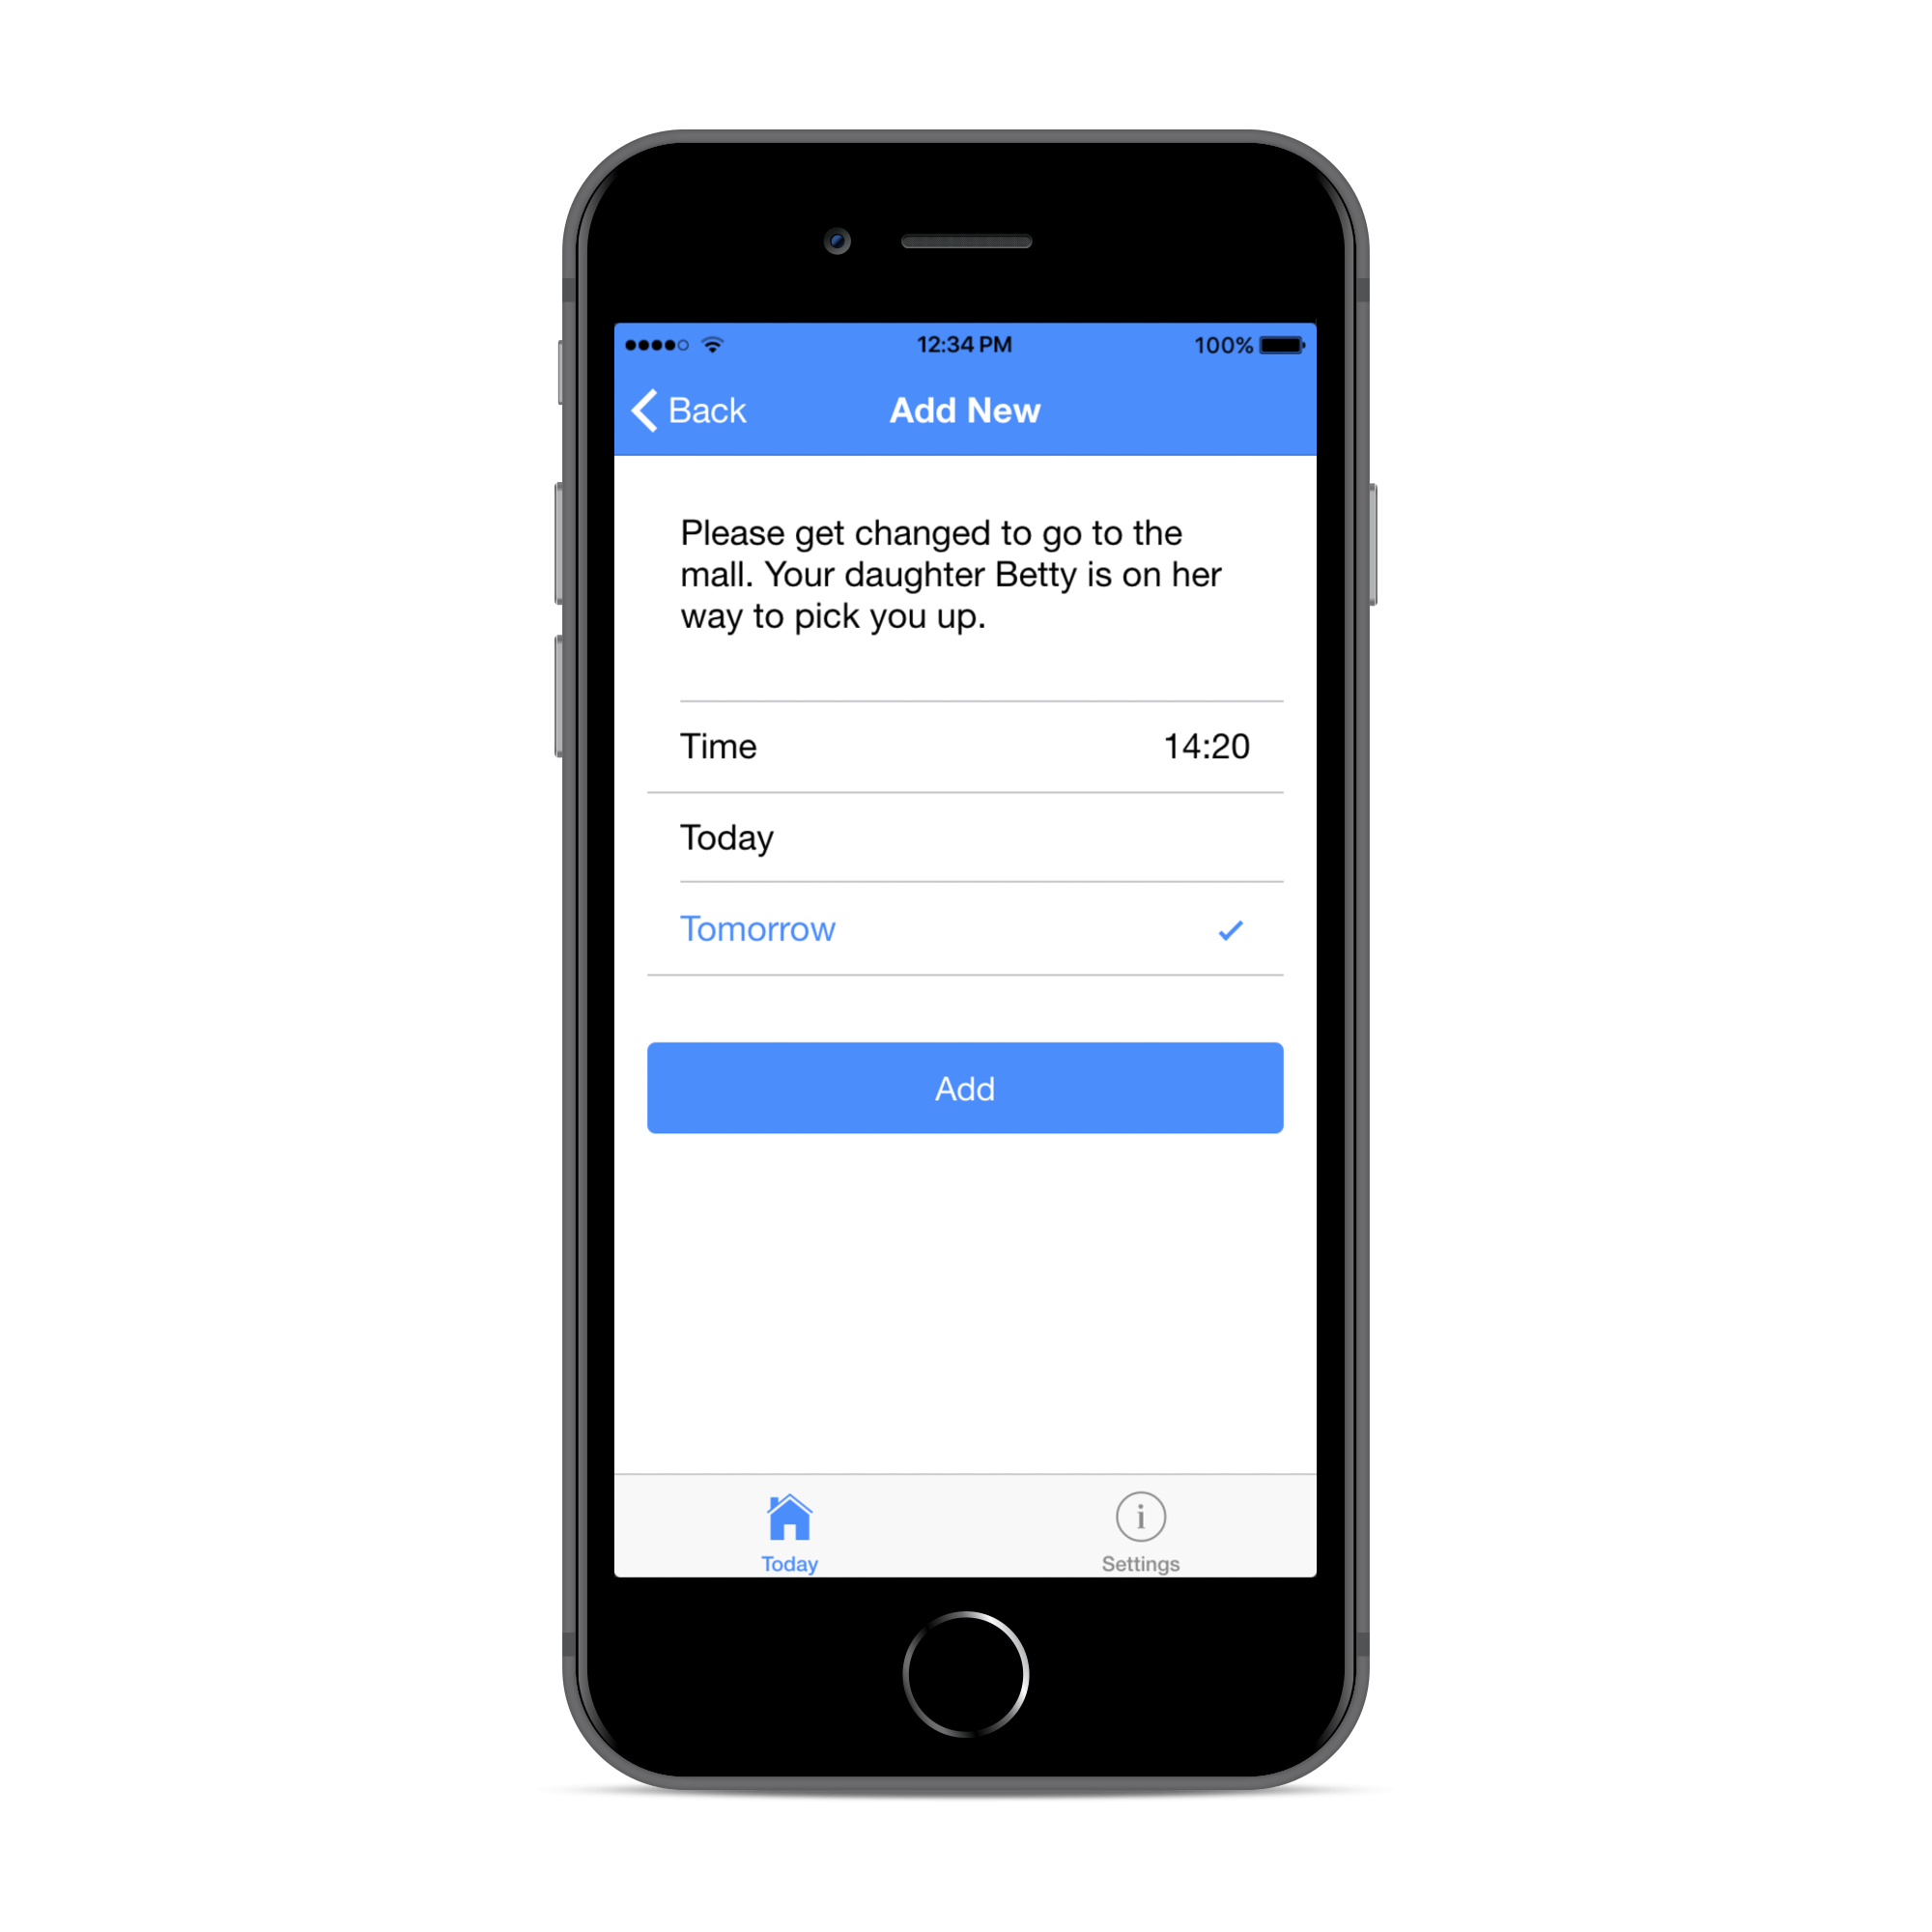 12:34 PM
100%
Back
Add New
Please get changed to go to the
mall. Your daughter Betty is on her
way to pick you up.
Time 14:20
Today
Tomorrow
Add
Today
Settings